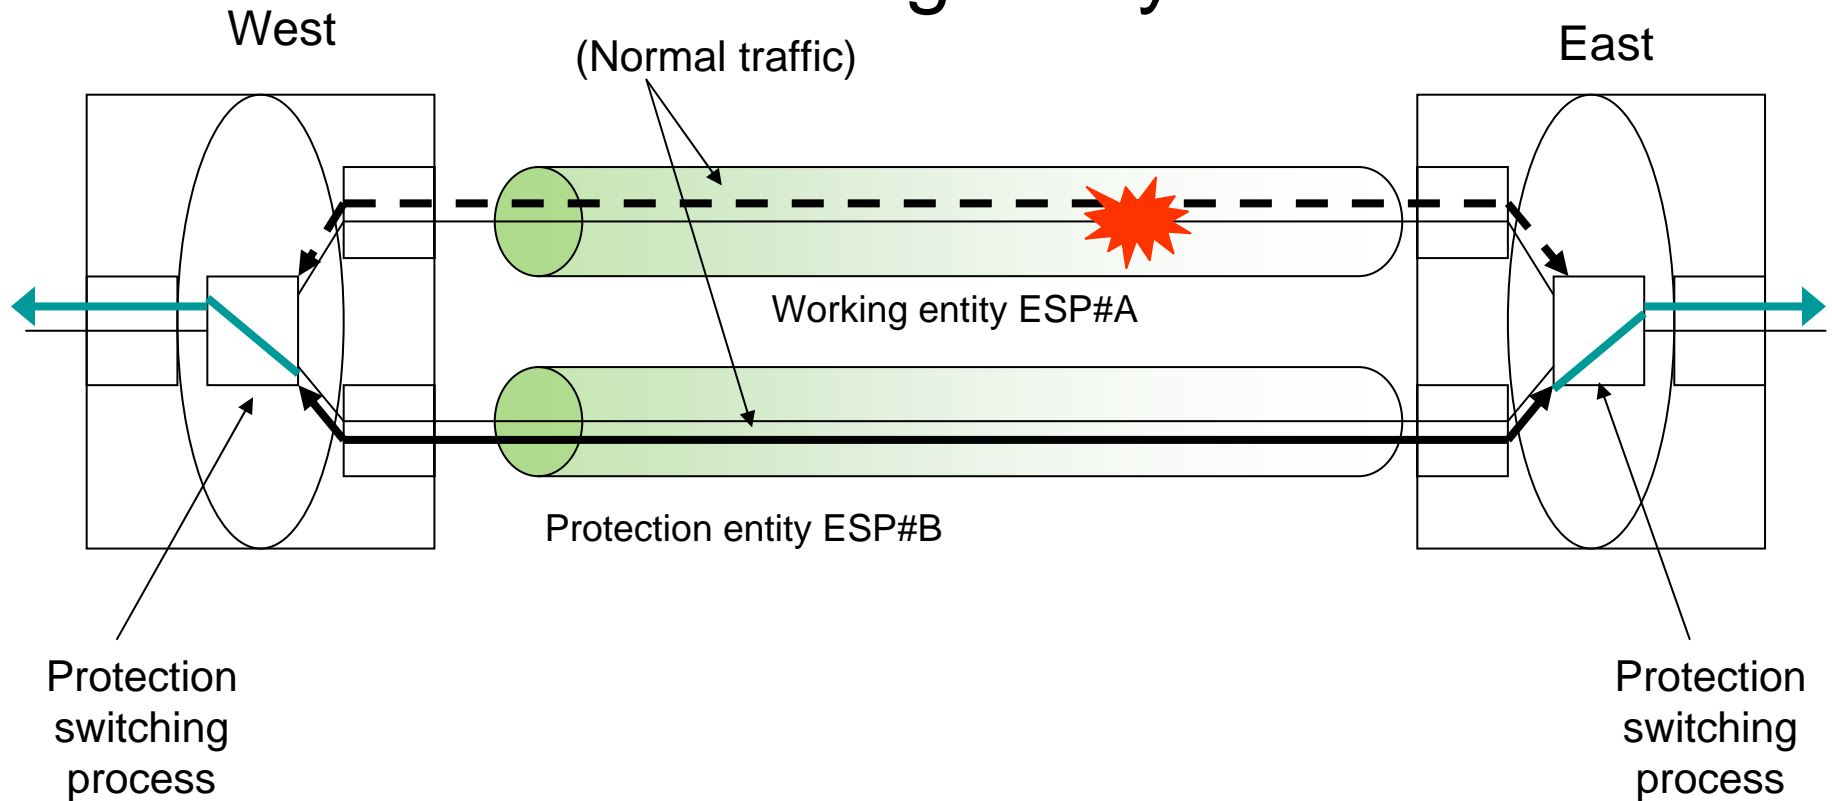 West
(Normal traffic)
East
Working entity ESP#A
Protection entity ESP#B
Protection
switching
process
Protection
switching
process